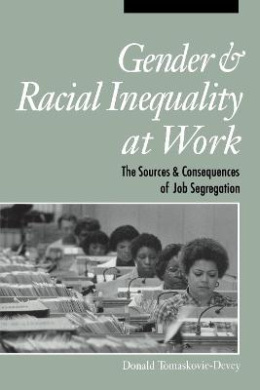 Gender &
Racial Inequality
at Work
The Sources & Consequences
of Job Segregation
Donald Tomaskovic-Devey